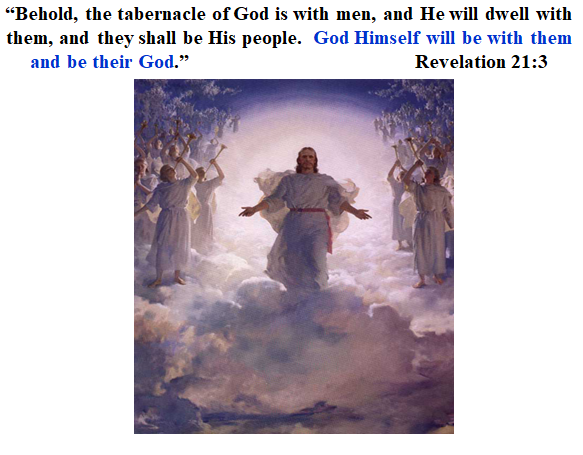 “Behold, the tabernacle of God is with men, and He will dwell with
them, and they shall be His people. God Himself will be with them
and be their God.” Revelation 21:3